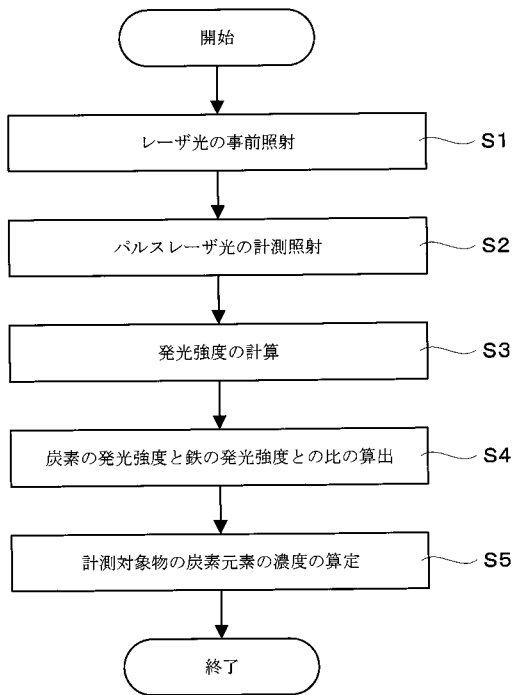 開始
レーザ光の事前照射 S1
パルスレーザ光の計測照射 S2
発光強度の計算 S3
炭素の発光強度と鉄の発光強度との比の算出 S4
計測対象物の炭素元素の濃度の算定 S5
終了